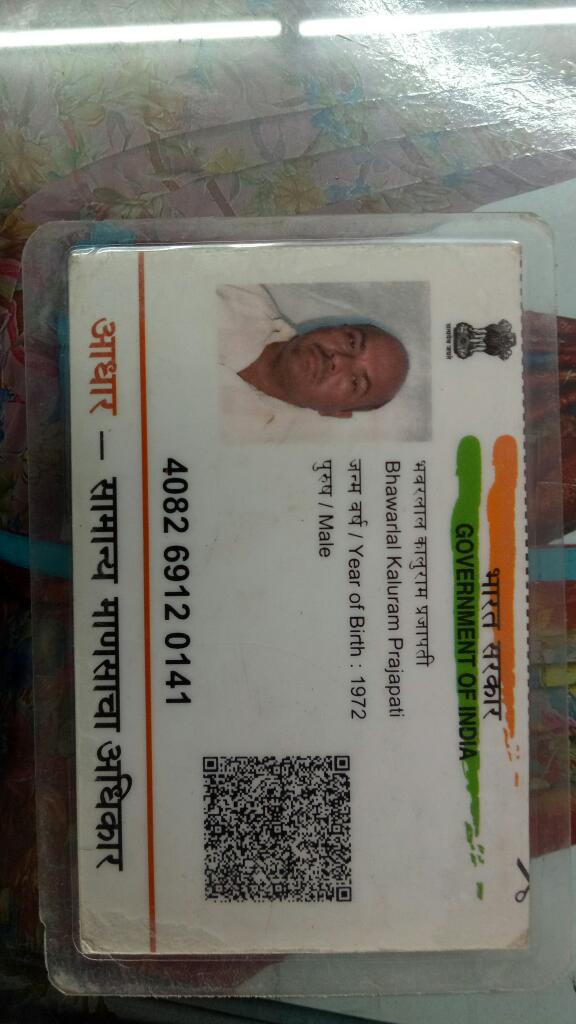 भारत सरकार
GOVERNMENT OF INDIA
भवरलाल कालुराम प्रजापती
Bhawarlal Kaluram Prajapati
जन्म वर्ष / Year of Birth : 1972
पुरुष / Male
4082 6912 0141
आधार – सामान्य माणसाचा अधिकार